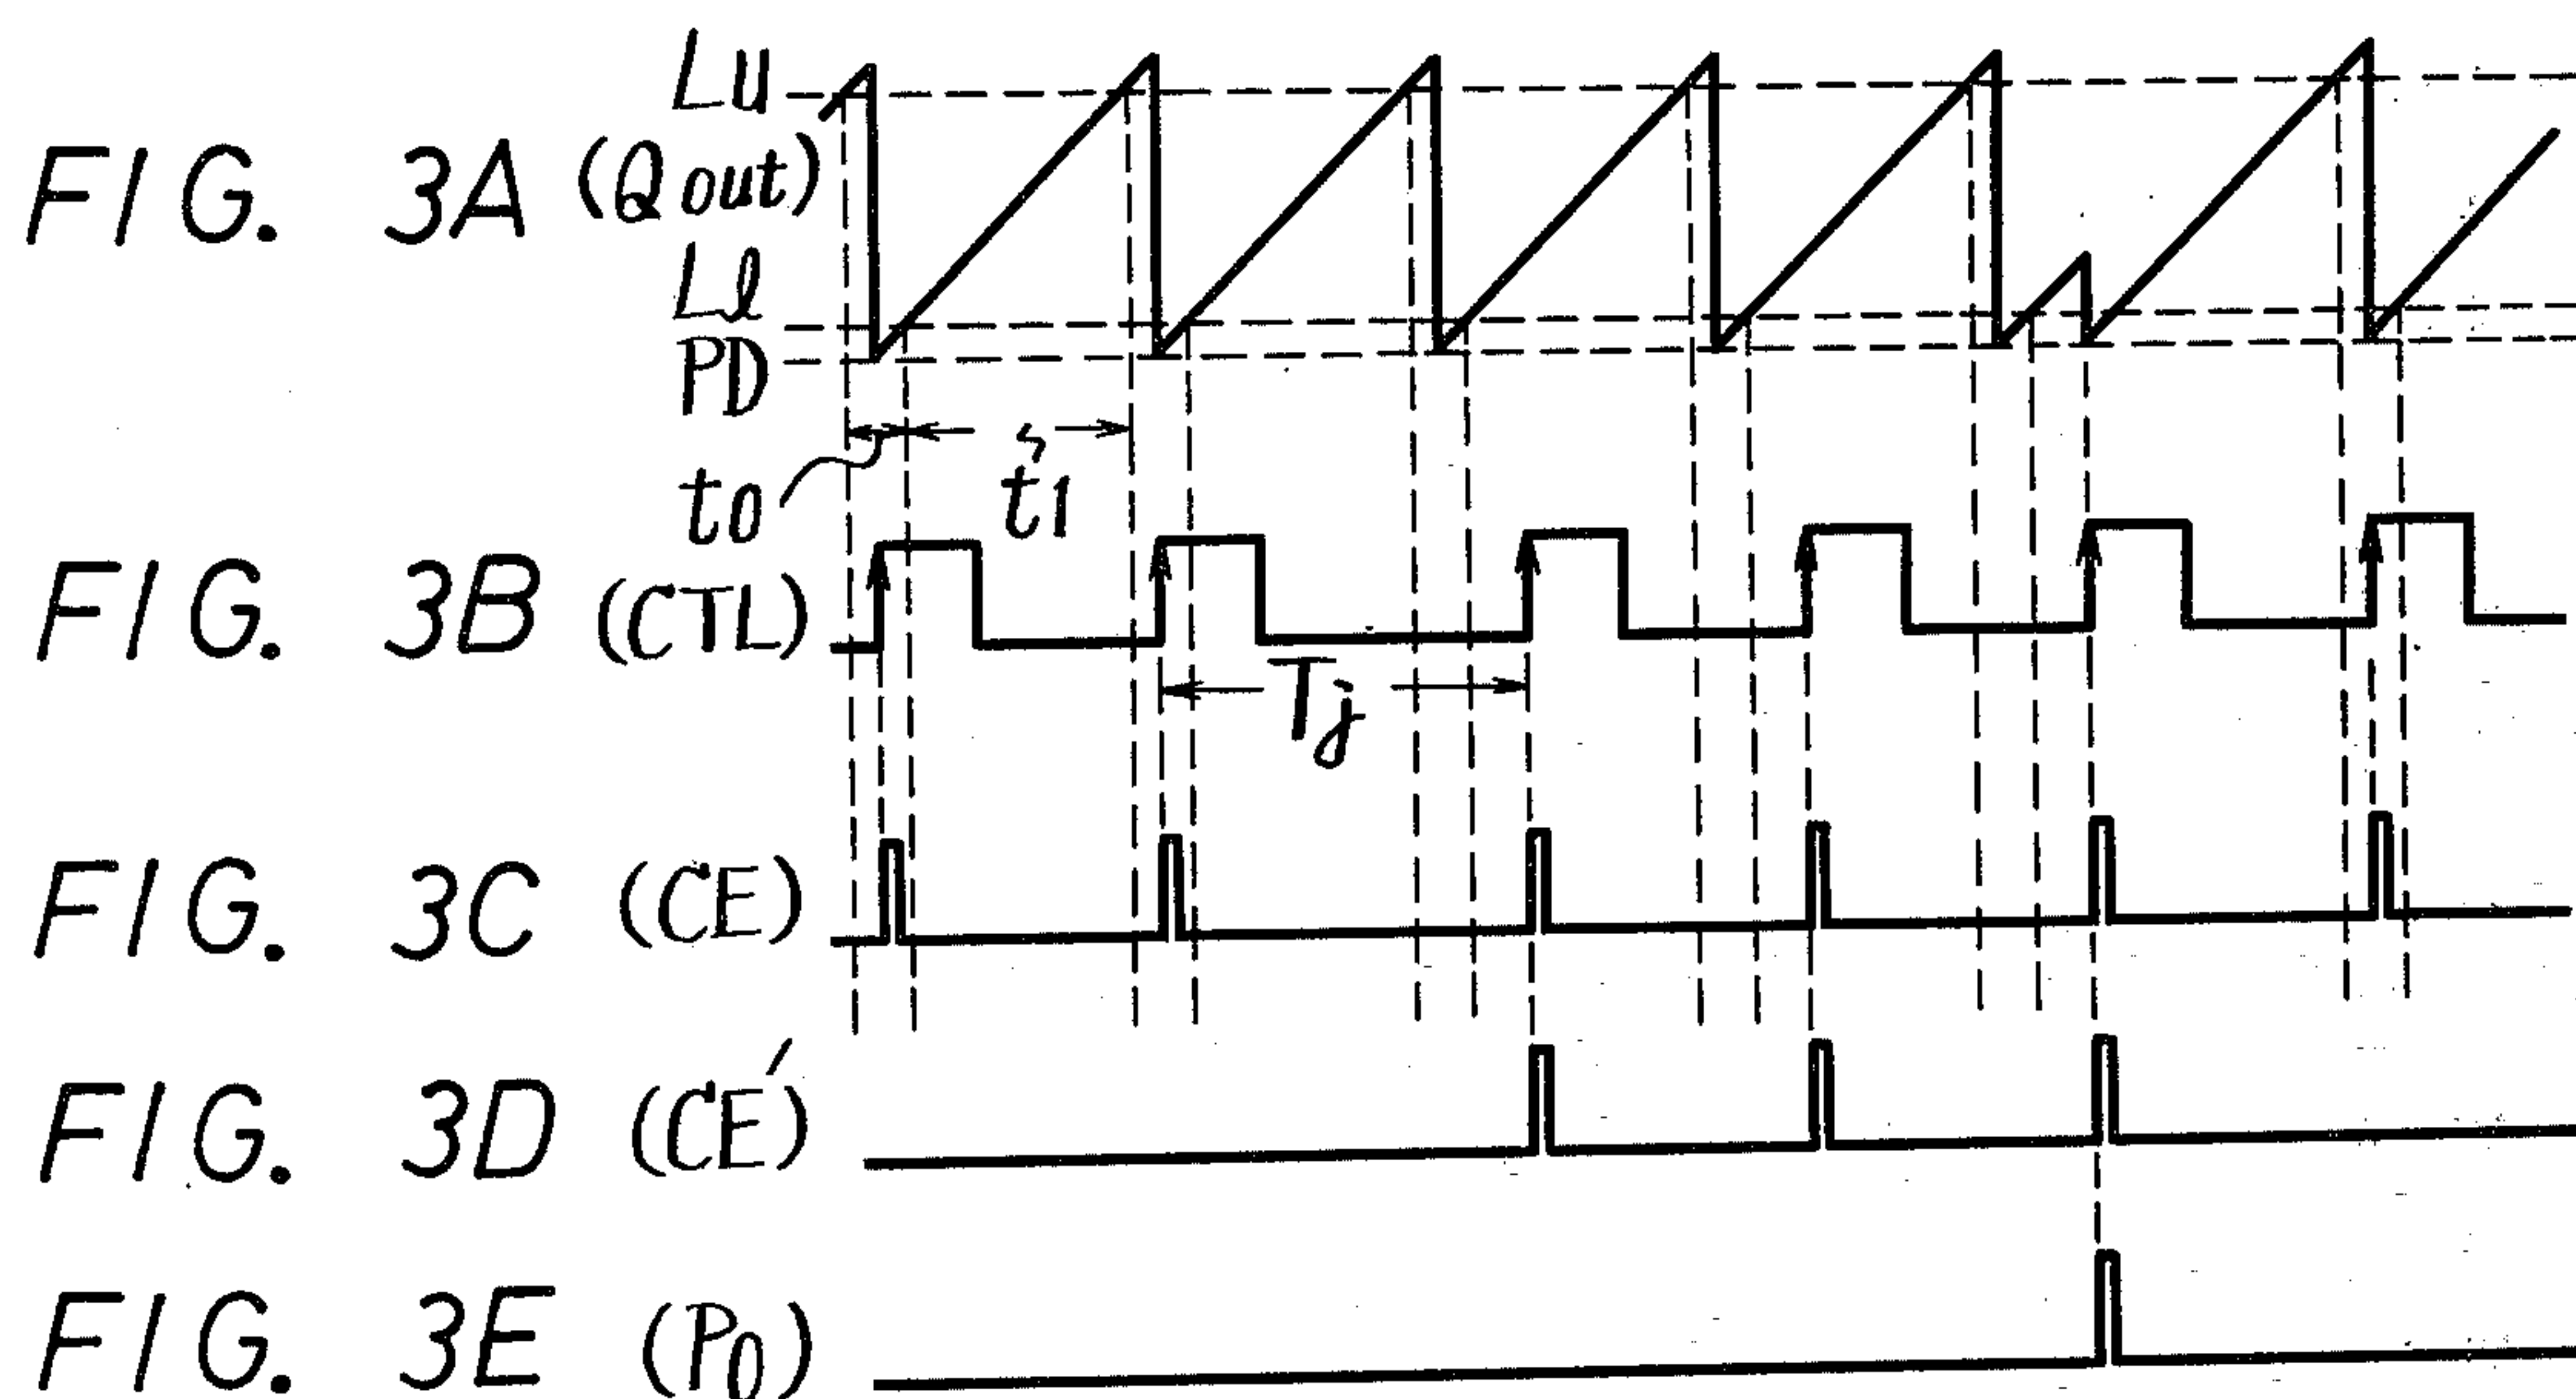 Lu
FIG. 3A (Qout)
Ll
PD
to t1
FIG. 3B (CTL)
Tj
FIG. 3C (CE)
FIG. 3D (CE′)
FIG. 3E (P0)